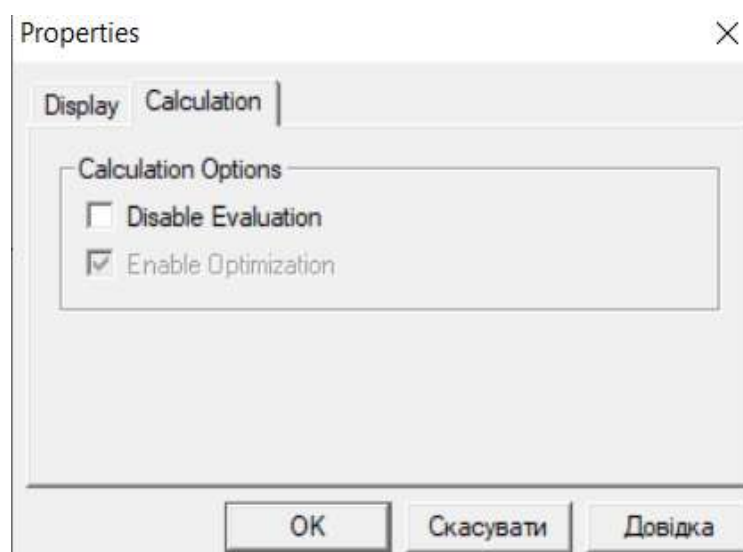 Properties
Display Calculation
Calculation Options
Disable Evaluation
Enable Optimization
OK Скасувати Довідка